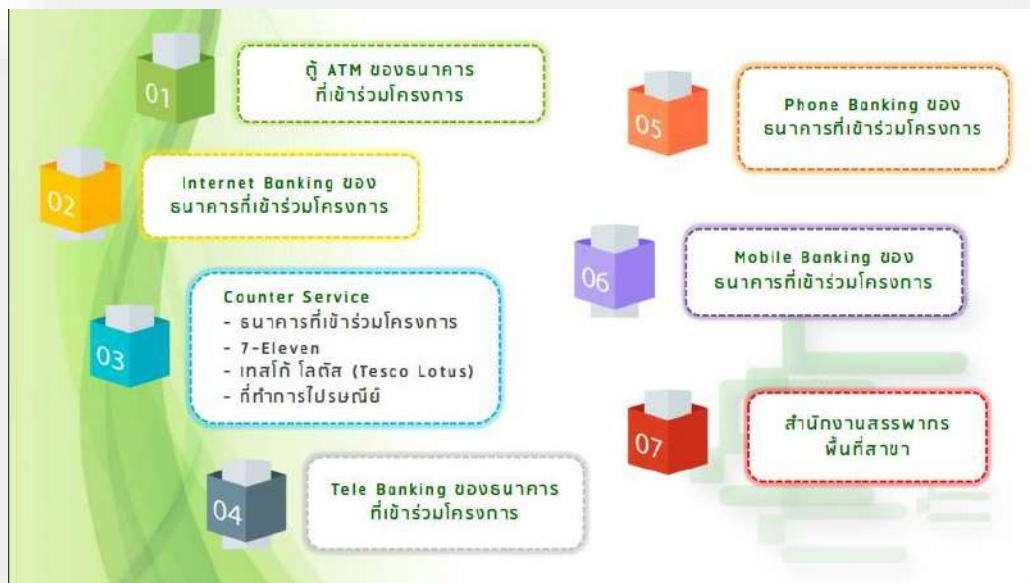 01
ตู้ ATM ของธนาคาร
ที่เข้าร่วมโครงการ
02
Internet Banking ของ
ธนาคารที่เข้าร่วมโครงการ
03
Counter Service
- ธนาคารที่เข้าร่วมโครงการ
- 7-Eleven
- เทสโก้ โลตัส (Tesco Lotus)
- ที่ทำการไปรษณีย์
04
Tele Banking ของธนาคาร
ที่เข้าร่วมโครงการ
05
Phone Banking ของ
ธนาคารที่เข้าร่วมโครงการ
06
Mobile Banking ของ
ธนาคารที่เข้าร่วมโครงการ
07
สำนักงานสรรพากร
พื้นที่สาขา